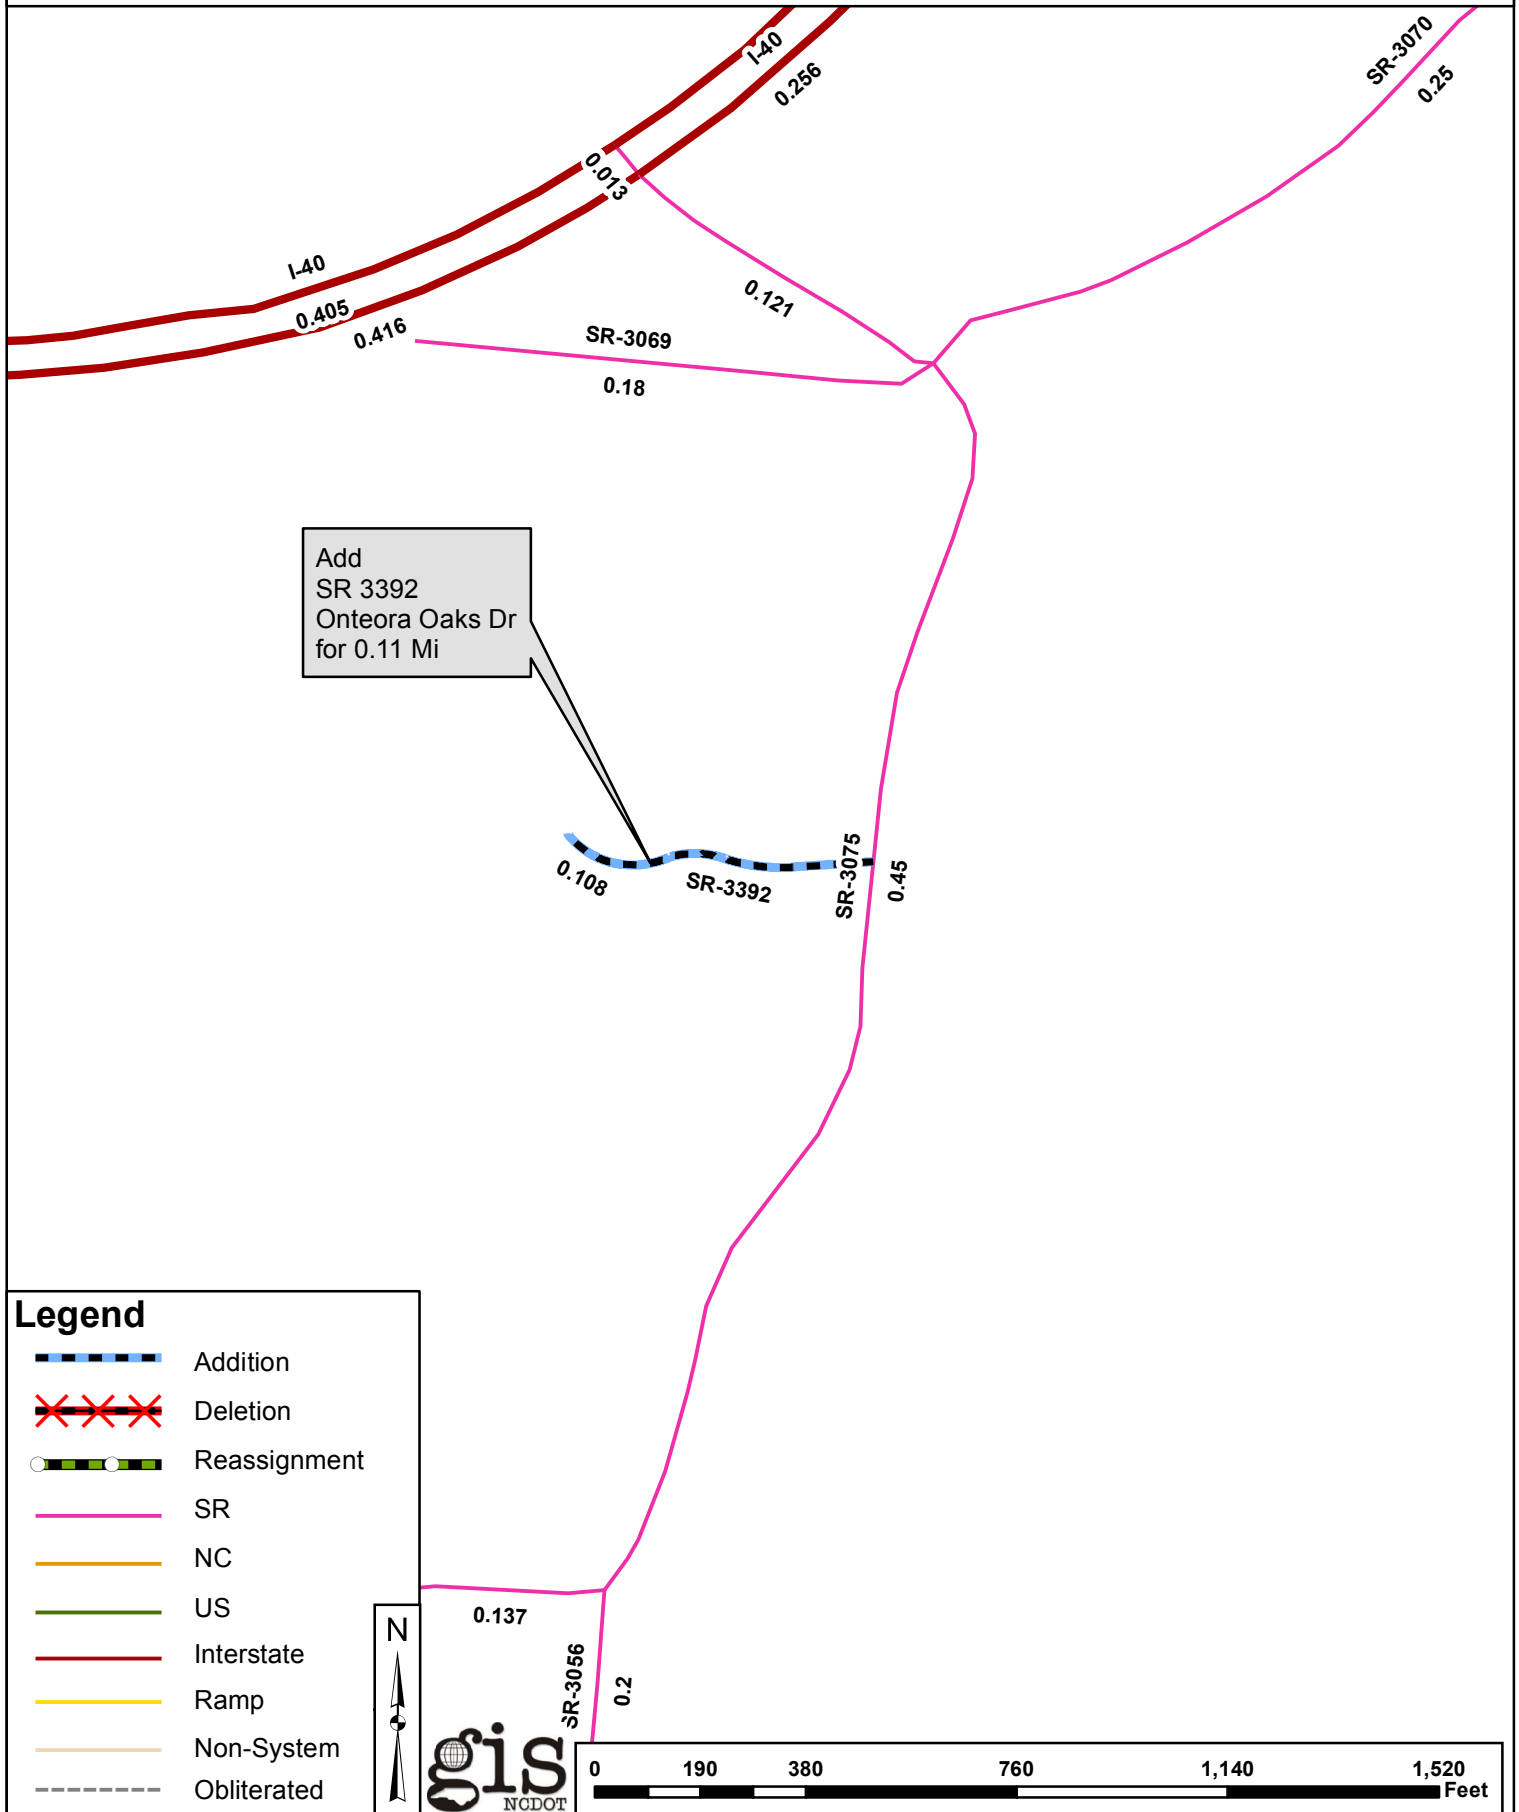 I-40
0.256
SR-3070
0.25
0.013
I-40
0.405
0.416
0.121
SR-3069
0.18
Add
SR 3392
Onteora Oaks Dr
for 0.11 Mi
0.108
SR-3392
SR-3075
0.45
Legend
Addition
Deletion
Reassignment
SR
NC
US
Interstate
Ramp
Non-System
Obliterated
N
0.137
SR-3056
0.2
gis
NCDOT
0 190 380 760 1,140 1,520
Feet